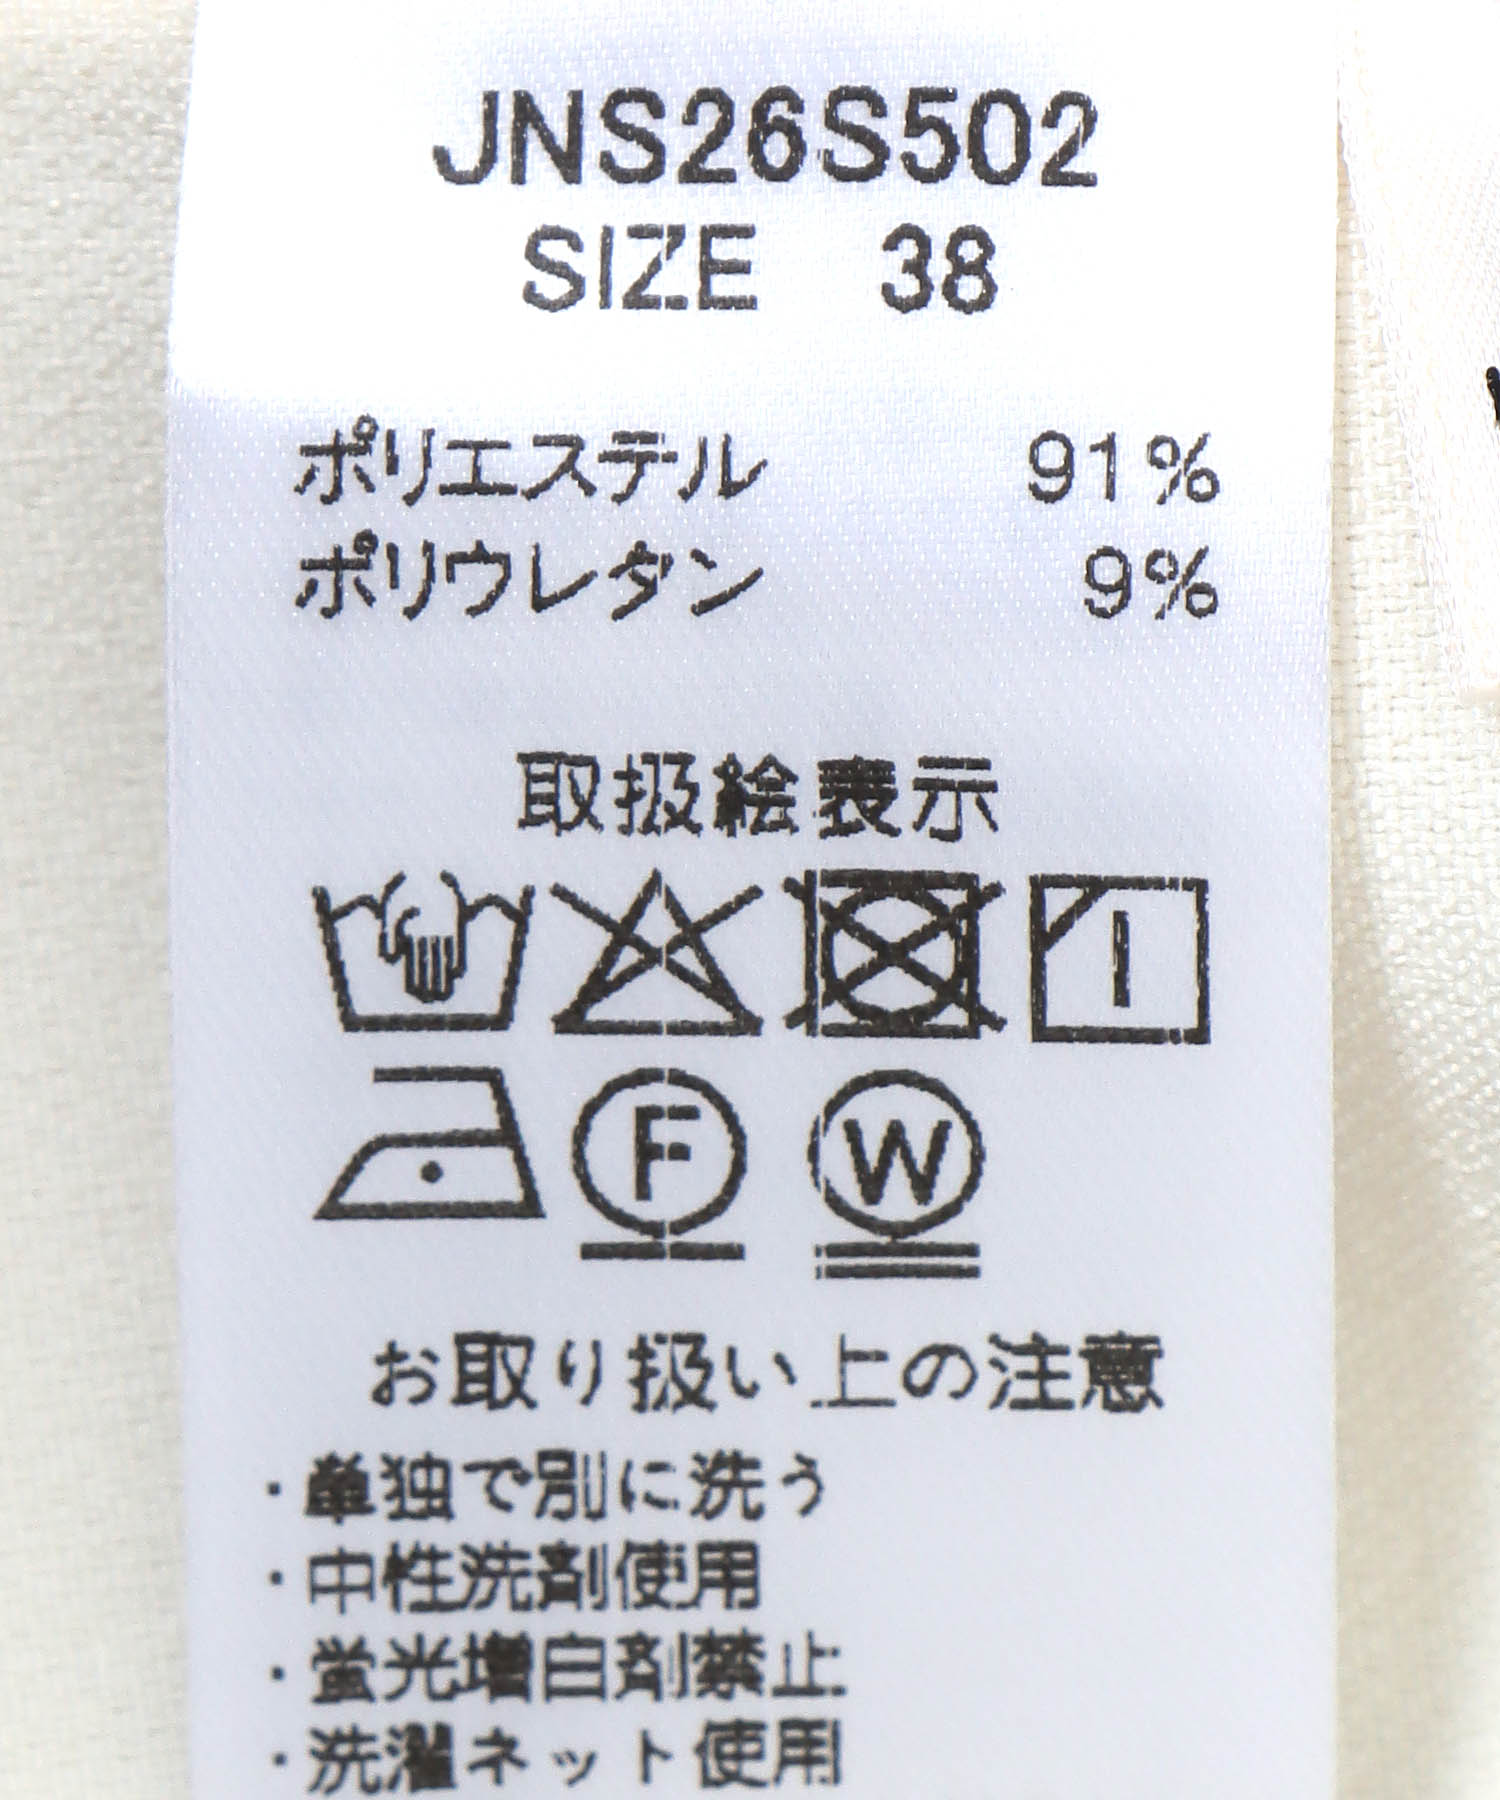 JNS26S502
SIZE 38
ポリエステル 91%
ポリウレタン 9%
取扱絵表示
F W
お取り扱い上の注意
・単独で別に洗う
・中性洗剤使用
・蛍光増白剤禁止
・洗濯ネット使用